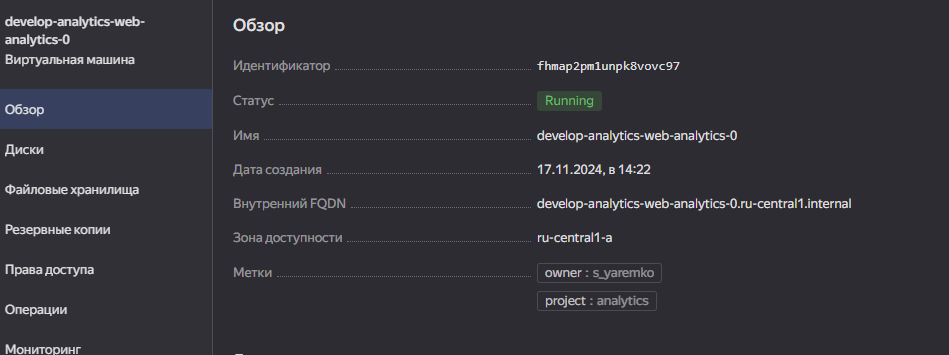 develop-analytics-web-
analytics-0
Виртуальная машина
Обзор
Диски
Файловые хранилища
Резервные копии
Права доступа
Операции
Мониторинг
Обзор
Идентификатор fhmap2pm1unpk8vovc97
Статус Running
Имя develop-analytics-web-analytics-0
Дата создания 17.11.2024, в 14:22
Внутренний FQDN develop-analytics-web-analytics-0.ru-central1.internal
Зона доступности ru-central1-a
Метки owner : s_yaremko
project : analytics